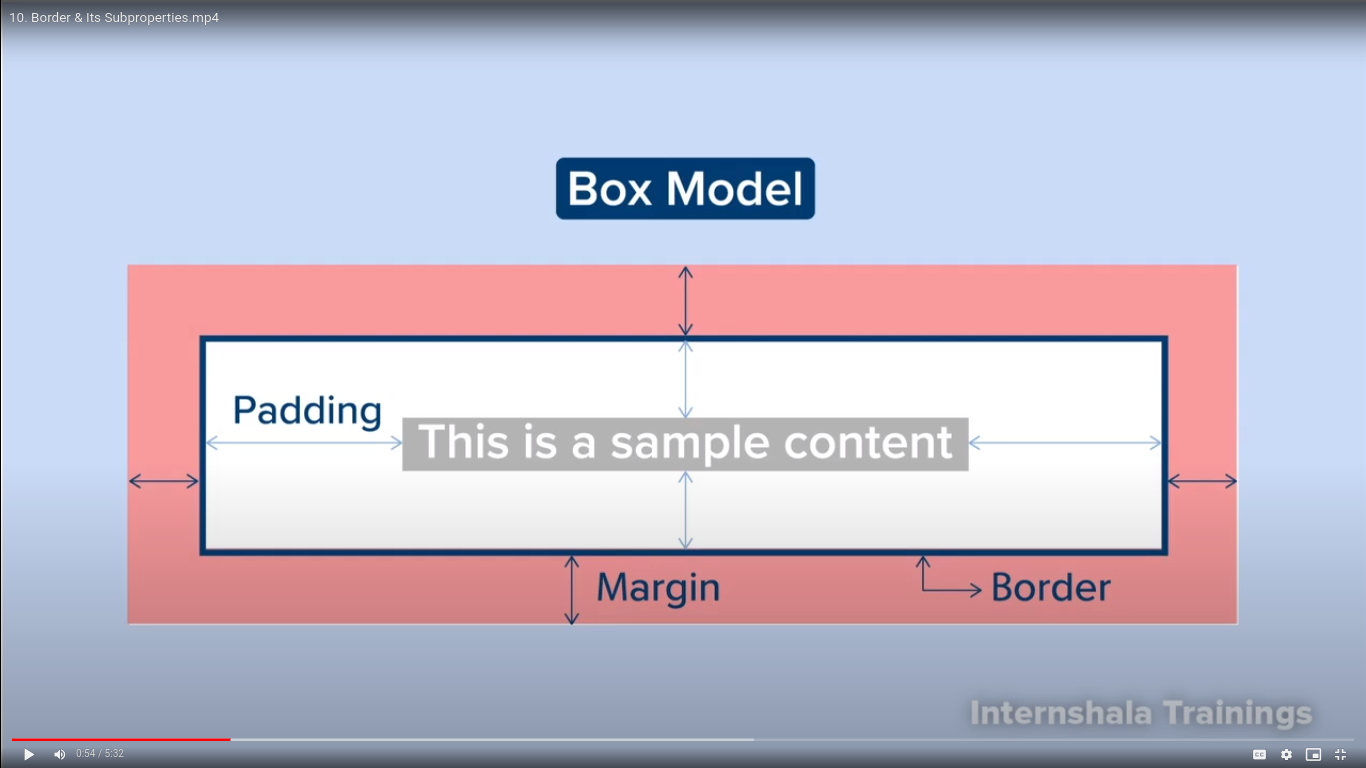 10. Border & Its Subproperties.mp4
Box Model
Padding
This is a sample content
Margin
Border
Internshala Trainings
0:54 / 5:32
CC